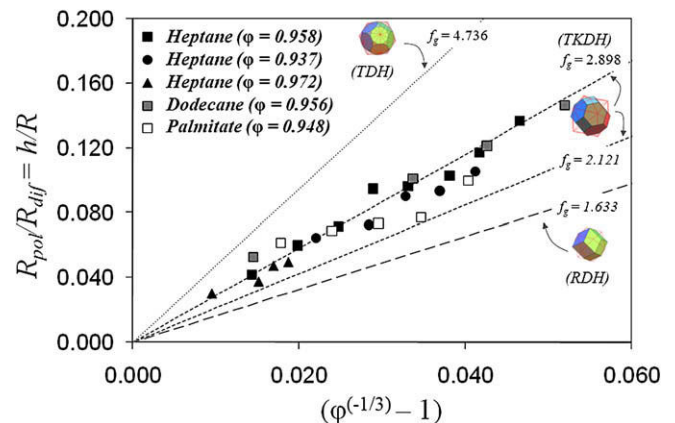 R_pol/R_dif = h/R
0.200
0.160
0.120
0.080
0.040
0.000
Heptane (φ = 0.958)
Heptane (φ = 0.937)
Heptane (φ = 0.972)
Dodecane (φ = 0.956)
Palmitate (φ = 0.948)
(TDH)
f_g = 4.736
(TKDH)
f_g = 2.898
f_g = 2.121
f_g = 1.633
(RDH)
0.000
0.020
0.040
0.060
(φ^(-1/3) – 1)